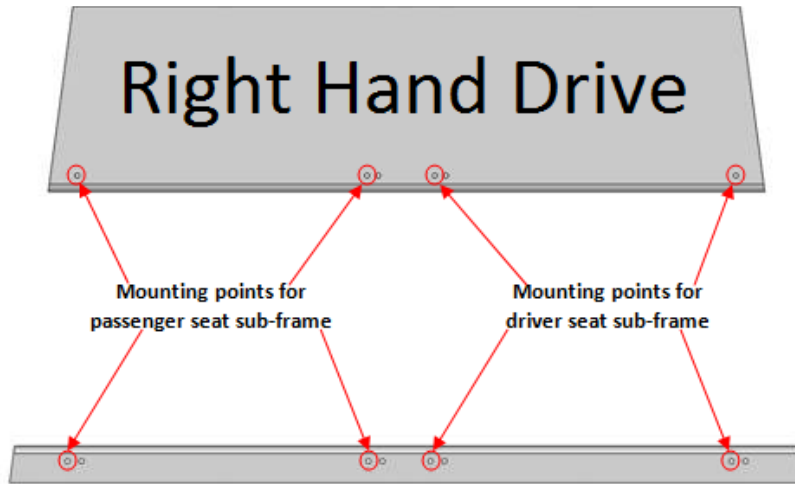 Right Hand Drive
Mounting points for
passenger seat sub-frame
Mounting points for
driver seat sub-frame